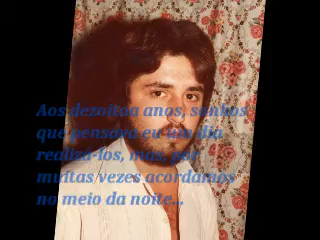 Aos dezoitoa anos, sonhos
que pensava eu um dia
realizá-los, mas, por
muitas vezes acordamos
no meio da noite...